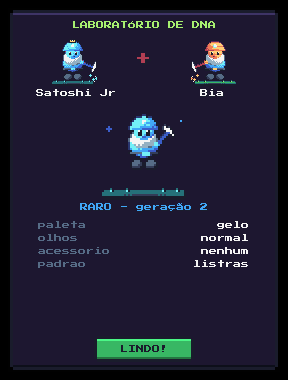 LABORATóRIO DE DNA
Satoshi Jr
Bia
RARO - geração 2
paleta gelo
olhos normal
acessorio nenhum
padrao listras
LINDO!